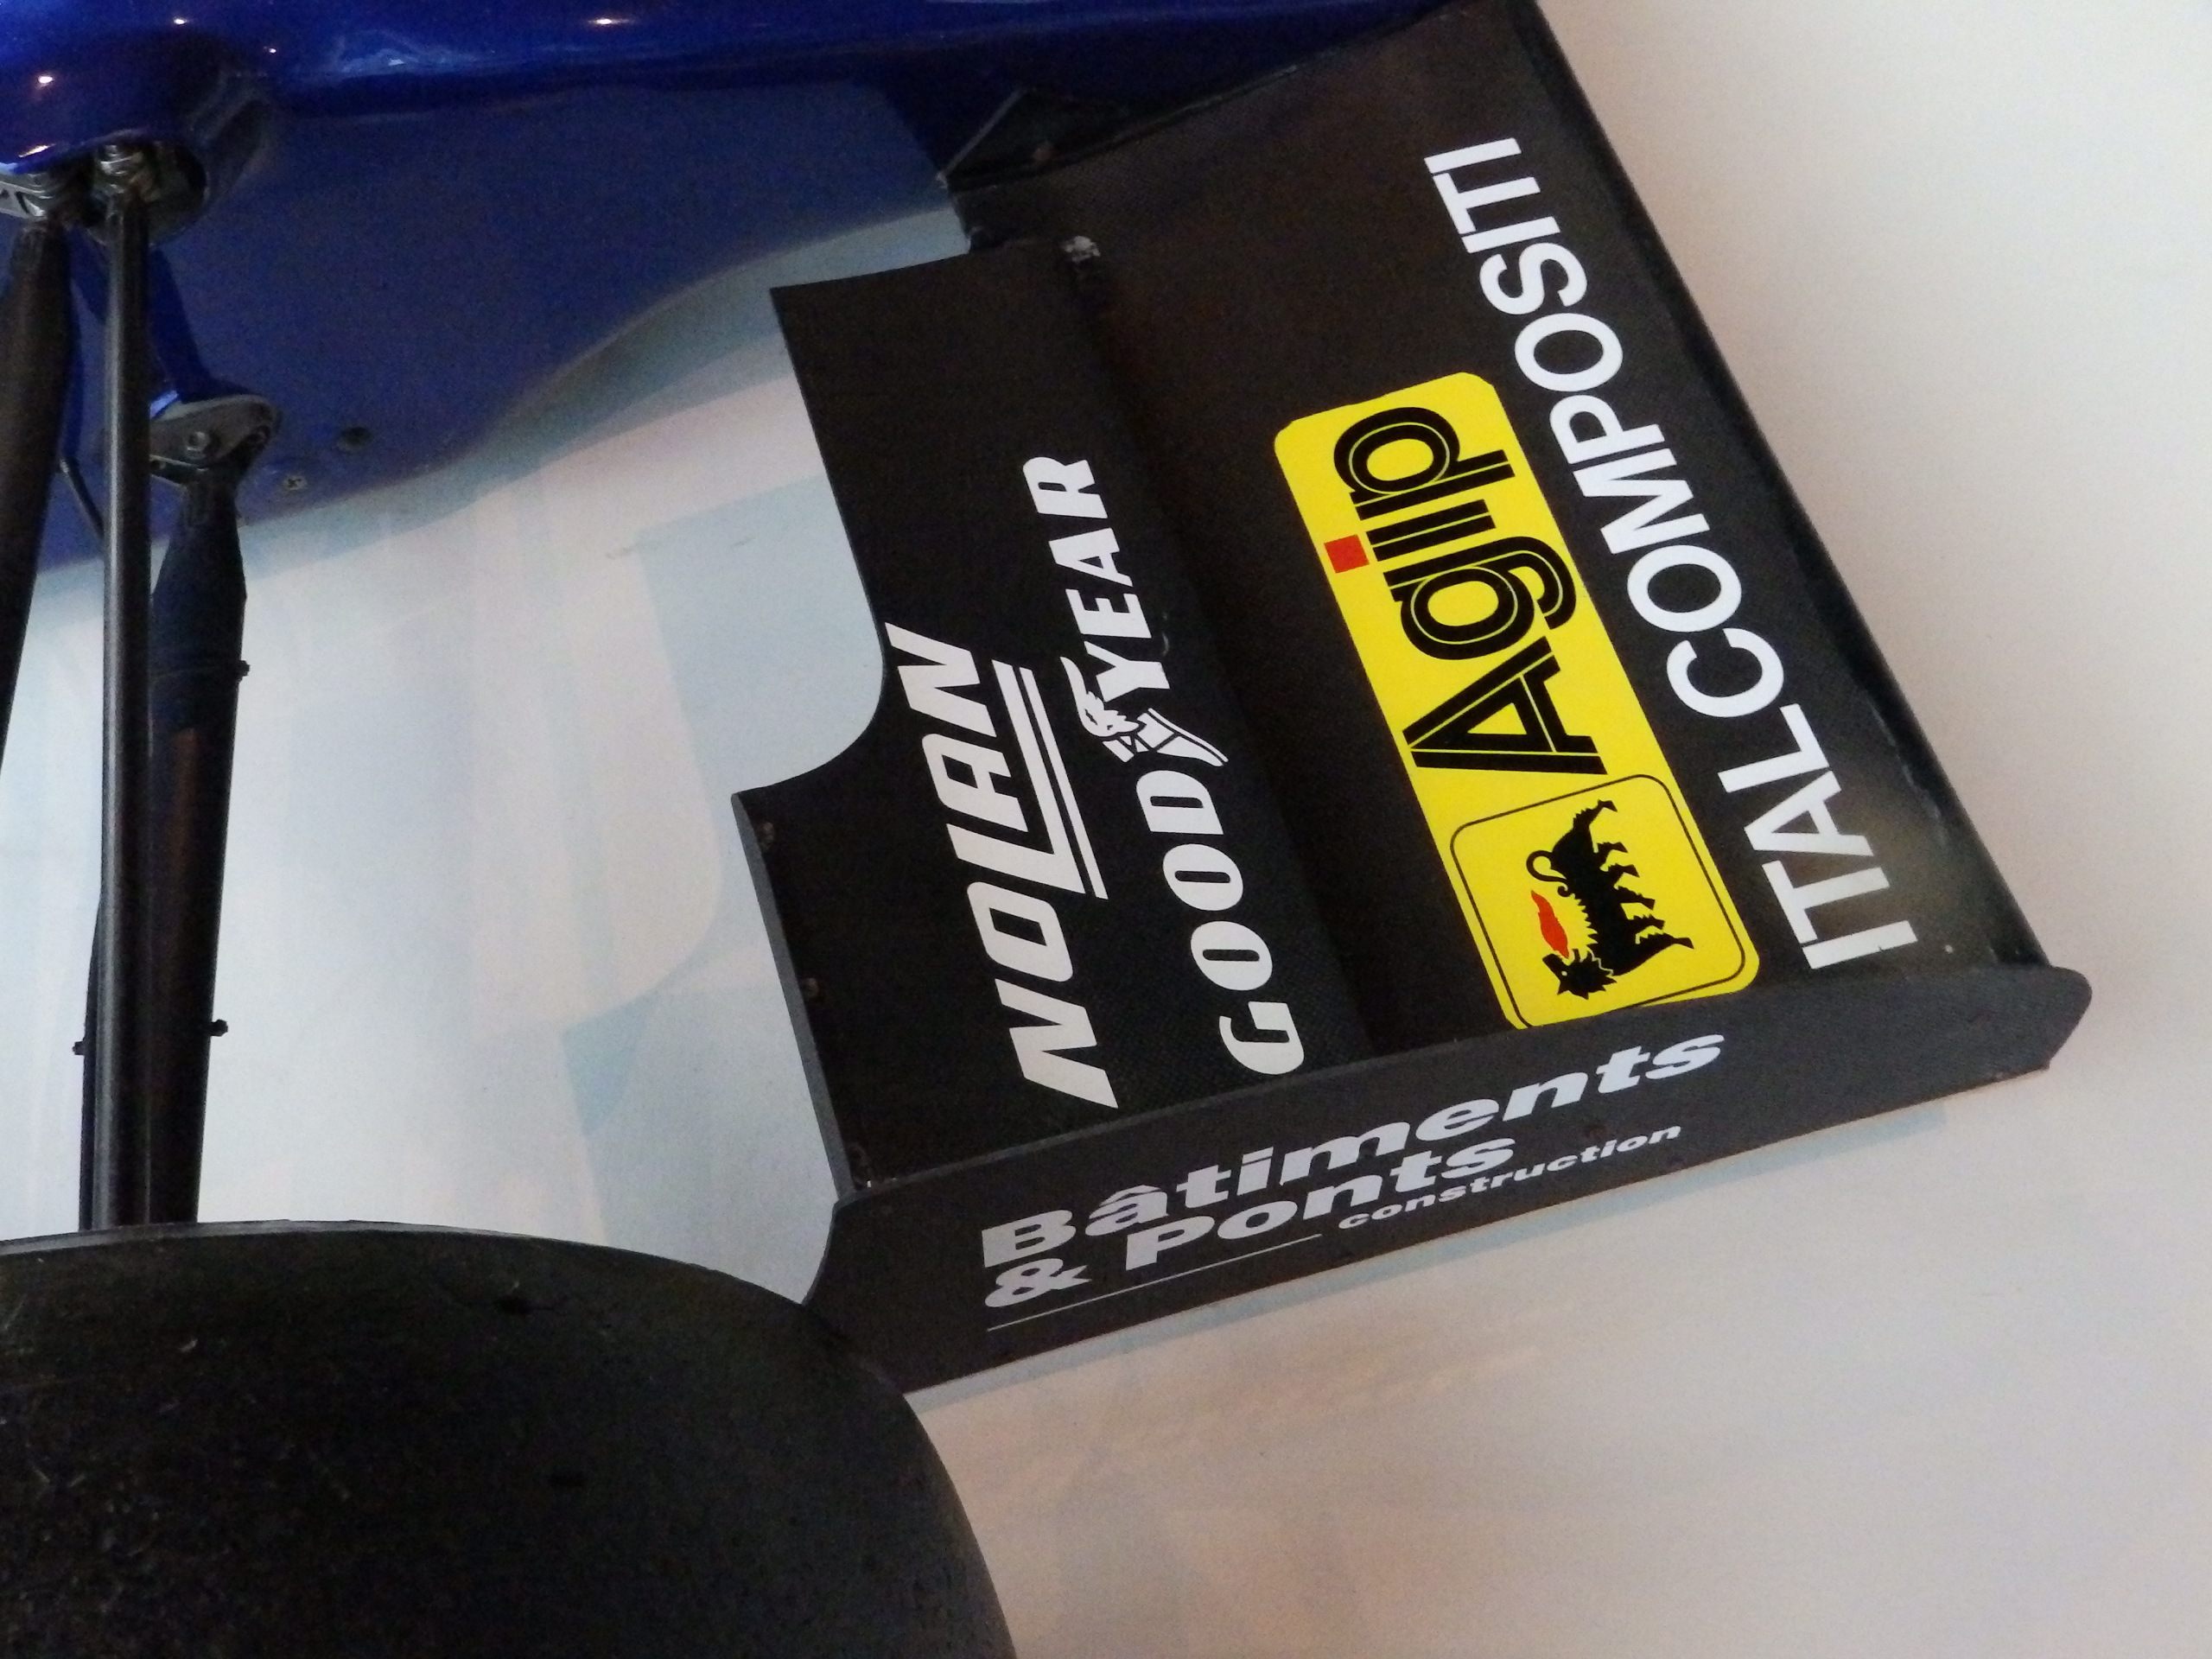 NOLAN
GOODYEAR
Agip
ITALCOMPOSITI
Bâtiments
& Ponts
construction